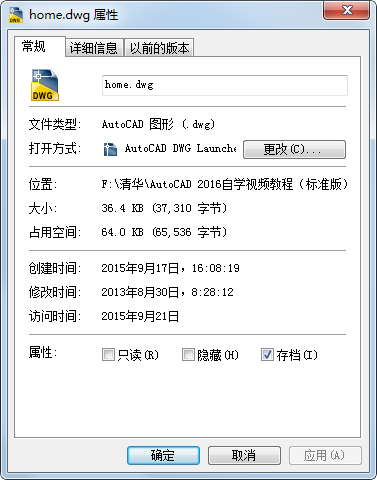 home.dwg 属性
常规 详细信息 以前的版本
DWG home.dwg
文件类型: AutoCAD 图形 (.dwg)
打开方式: AutoCAD DWG Launche 更改(C)...
位置: F:\清华\AutoCAD 2016自学视频教程（标准版）
大小: 36.4 KB (37,310 字节)
占用空间: 64.0 KB (65,536 字节)
创建时间: 2015年9月17日，16:08:19
修改时间: 2013年8月30日，8:28:12
访问时间: 2015年9月21日
属性: 只读(R) 隐藏(H) 存档(I)
确定 取消 应用(A)